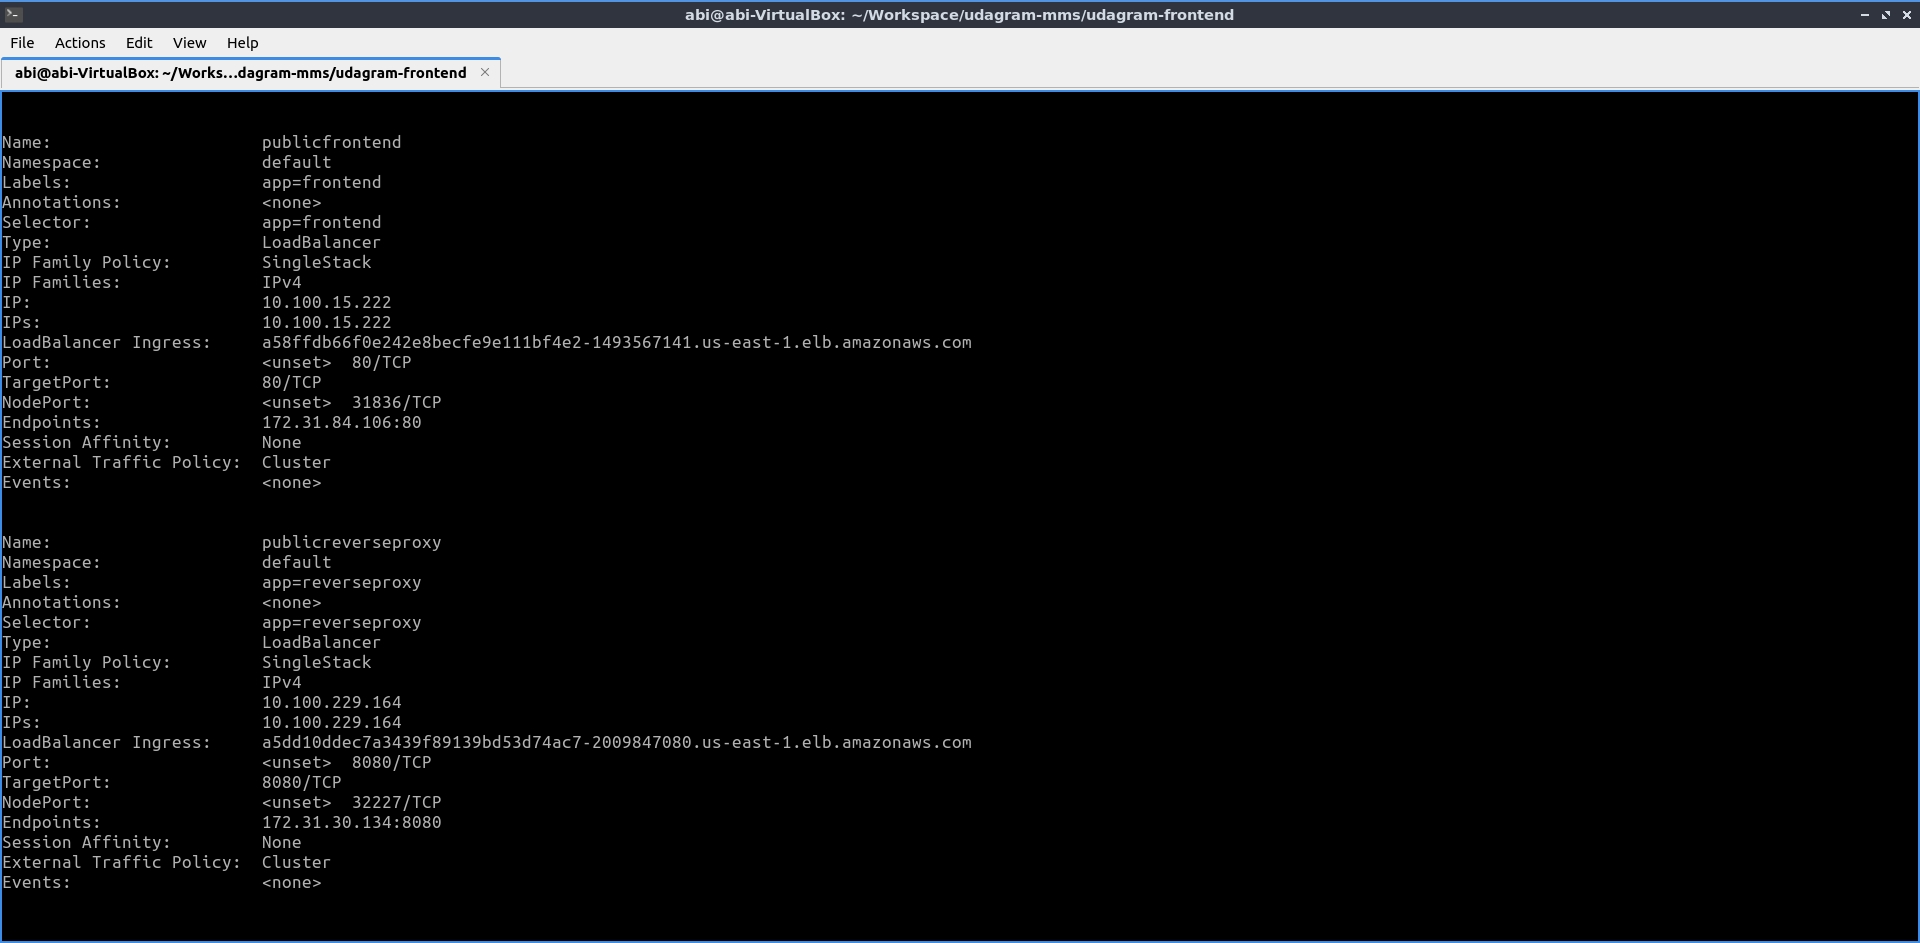 abi@abi-VirtualBox: ~/Workspace/udagram-mms/udagram-frontend
File Actions Edit View Help
abi@abi-VirtualBox: ~/Works...dagram-mms/udagram-frontend
Name: publicfrontend
Namespace: default
Labels: app=frontend
Annotations: <none>
Selector: app=frontend
Type: LoadBalancer
IP Family Policy: SingleStack
IP Families: IPv4
IP: 10.100.15.222
IPs: 10.100.15.222
LoadBalancer Ingress: a58ffdb66f0e242e8becfe9e111bf4e2-1493567141.us-east-1.elb.amazonaws.com
Port: <unset> 80/TCP
TargetPort: 80/TCP
NodePort: <unset> 31836/TCP
Endpoints: 172.31.84.106:80
Session Affinity: None
External Traffic Policy: Cluster
Events: <none>
Name: publicreverseproxy
Namespace: default
Labels: app=reverseproxy
Annotations: <none>
Selector: app=reverseproxy
Type: LoadBalancer
IP Family Policy: SingleStack
IP Families: IPv4
IP: 10.100.229.164
IPs: 10.100.229.164
LoadBalancer Ingress: a5dd10ddec7a3439f89139bd53d74ac7-2009847080.us-east-1.elb.amazonaws.com
Port: <unset> 8080/TCP
TargetPort: 8080/TCP
NodePort: <unset> 32227/TCP
Endpoints: 172.31.30.134:8080
Session Affinity: None
External Traffic Policy: Cluster
Events: <none>